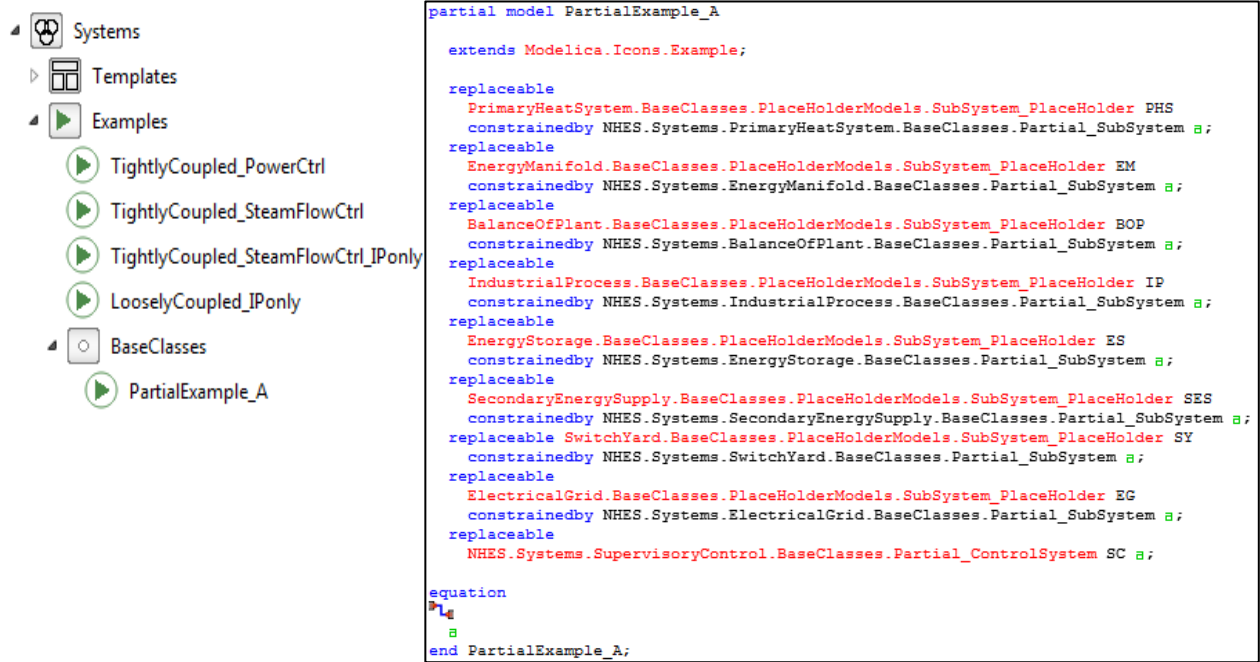 Systems
Templates
Examples
TightlyCoupled_PowerCtrl
TightlyCoupled_SteamFlowCtrl
TightlyCoupled_SteamFlowCtrl_IPonly
LooselyCoupled_IPonly
BaseClasses
PartialExample_A
partial model PartialExample_A
extends Modelica.Icons.Example;
replaceable
PrimaryHeatSystem.BaseClasses.PlaceHolderModels.SubSystem_PlaceHolder PHS
constrainedby NHES.Systems.PrimaryHeatSystem.BaseClasses.Partial_SubSystem a;
replaceable
EnergyManifold.BaseClasses.PlaceHolderModels.SubSystem_PlaceHolder EM
constrainedby NHES.Systems.EnergyManifold.BaseClasses.Partial_SubSystem a;
replaceable
BalanceOfPlant.BaseClasses.PlaceHolderModels.SubSystem_PlaceHolder BOP
constrainedby NHES.Systems.BalanceOfPlant.BaseClasses.Partial_SubSystem a;
replaceable
IndustrialProcess.BaseClasses.PlaceHolderModels.SubSystem_PlaceHolder IP
constrainedby NHES.Systems.IndustrialProcess.BaseClasses.Partial_SubSystem a;
replaceable
EnergyStorage.BaseClasses.PlaceHolderModels.SubSystem_PlaceHolder ES
constrainedby NHES.Systems.EnergyStorage.BaseClasses.Partial_SubSystem a;
replaceable
SecondaryEnergySupply.BaseClasses.PlaceHolderModels.SubSystem_PlaceHolder SES
constrainedby NHES.Systems.SecondaryEnergySupply.BaseClasses.Partial_SubSystem a;
replaceable SwitchYard.BaseClasses.PlaceHolderModels.SubSystem_PlaceHolder SY
constrainedby NHES.Systems.SwitchYard.BaseClasses.Partial_SubSystem a;
replaceable
ElectricalGrid.BaseClasses.PlaceHolderModels.SubSystem_PlaceHolder EG
constrainedby NHES.Systems.ElectricalGrid.BaseClasses.Partial_SubSystem a;
replaceable
NHES.Systems.SupervisoryControl.BaseClasses.Partial_ControlSystem SC a;
equation
a
end PartialExample_A;